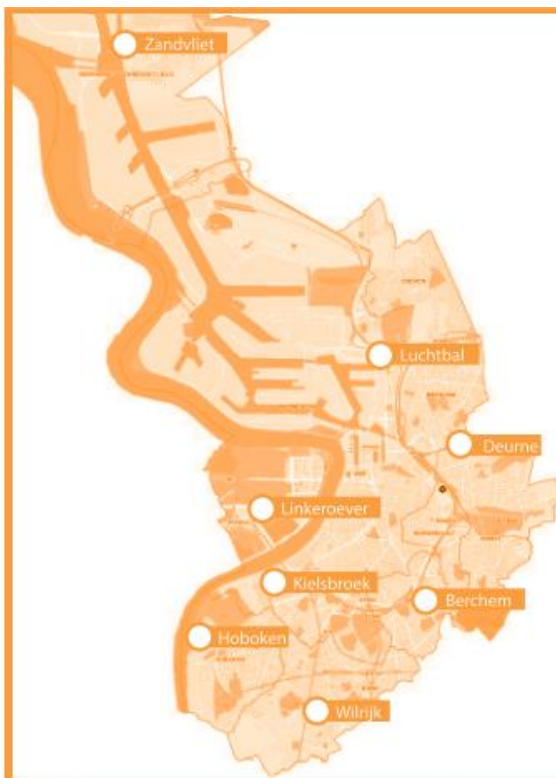 Zandvliet
Luchtbal
Deurne
Linkeroever
Kielsbroek
Berchem
Hoboken
Wilrijk